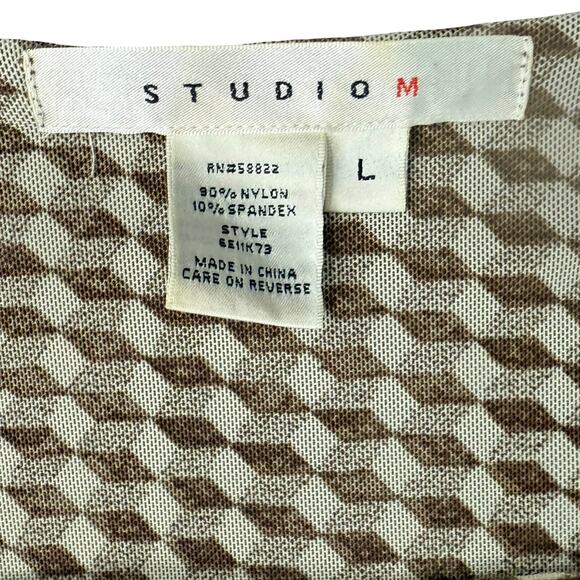 STUDIO M
L
RN#58822
90% NYLON
10% SPANDEX
STYLE
6E11K73
MADE IN CHINA
CARE ON REVERSE